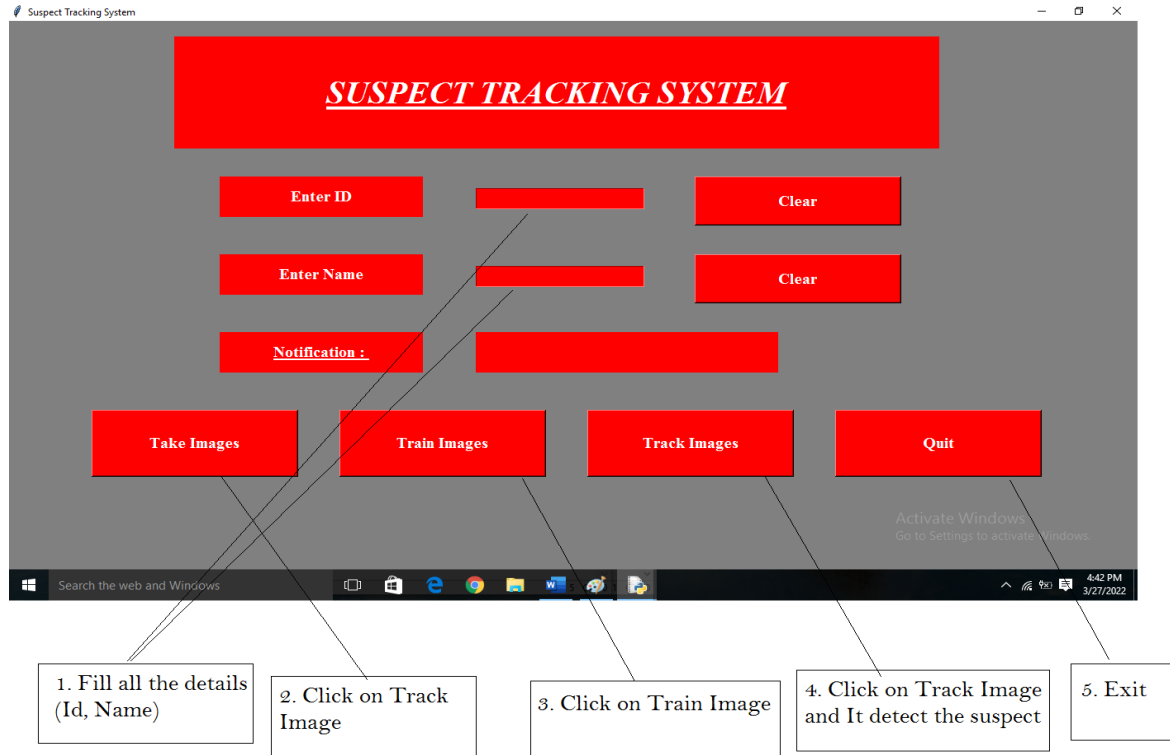 Suspect Tracking System
SUSPECT TRACKING SYSTEM
Enter ID
Clear
Enter Name
Clear
Notification :
Take Images
Train Images
Track Images
Quit
Activate Windows
Go to Settings to activate Windows.
Search the web and Windows
4:42 PM
3/27/2022
1. Fill all the details
(Id, Name)
2. Click on Track
Image
3. Click on Train Image
4. Click on Track Image
and It detect the suspect
5. Exit